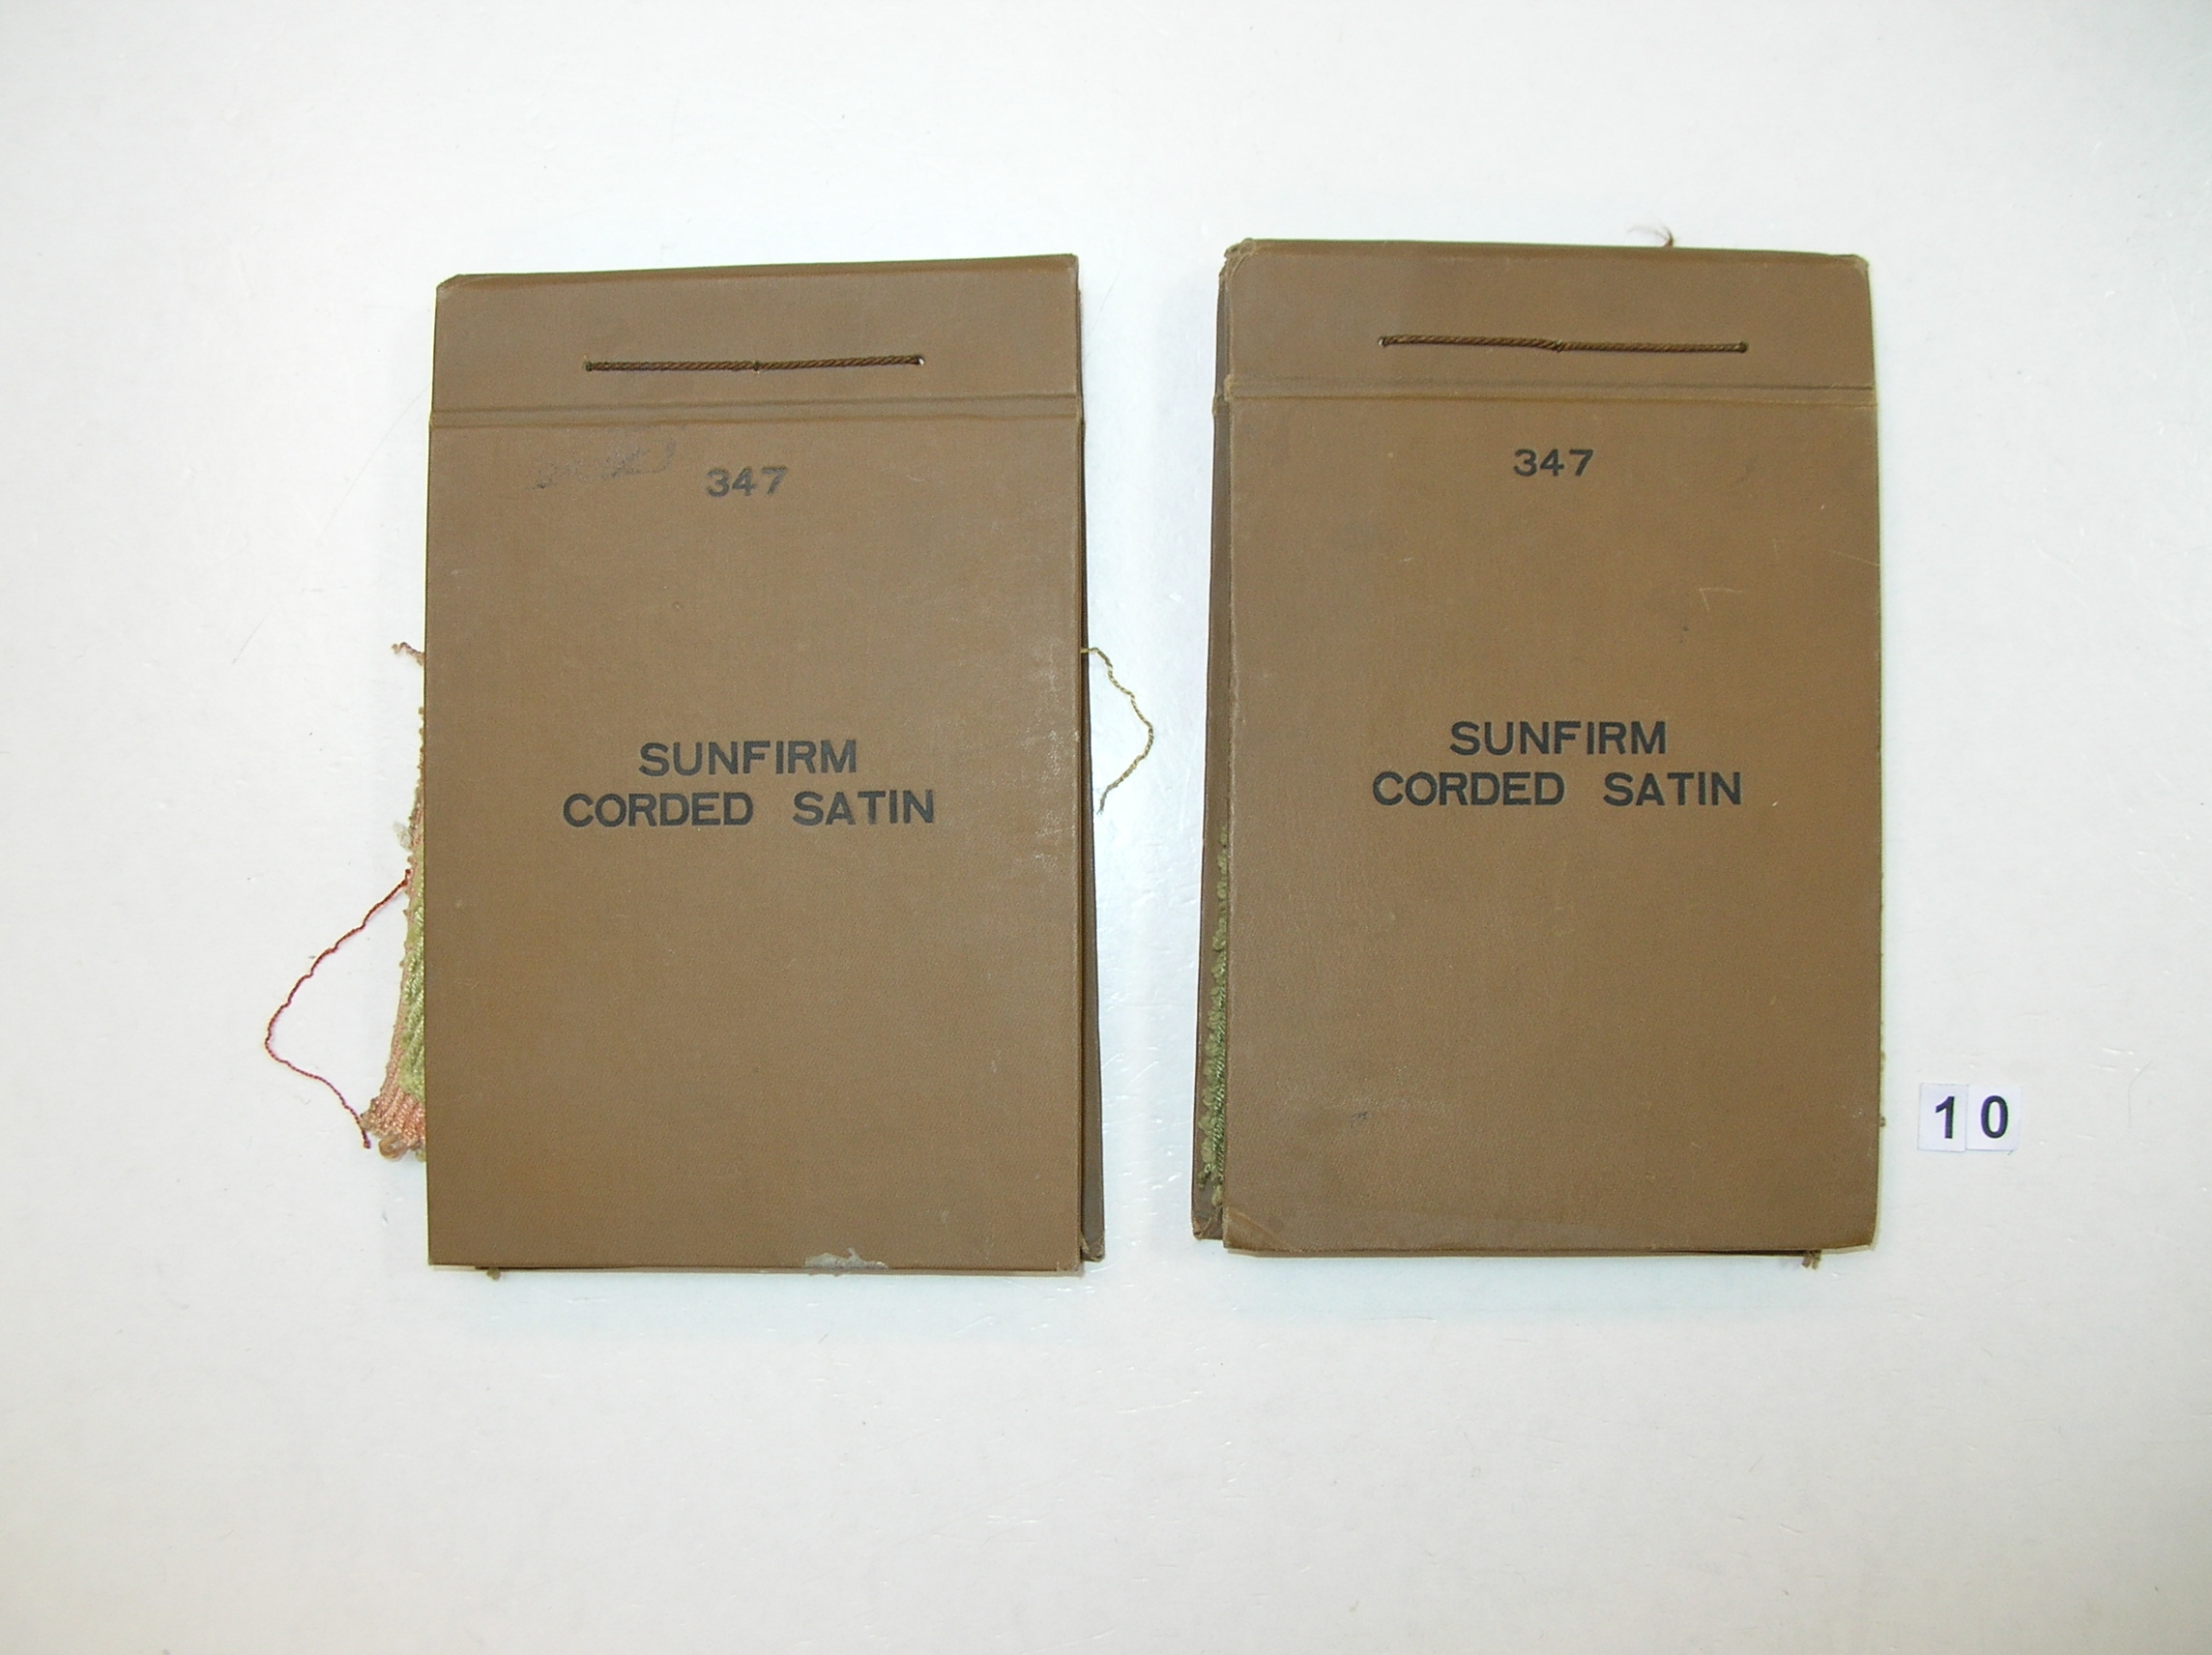 347
SUNFIRM
CORDED SATIN
347
SUNFIRM
CORDED SATIN
10